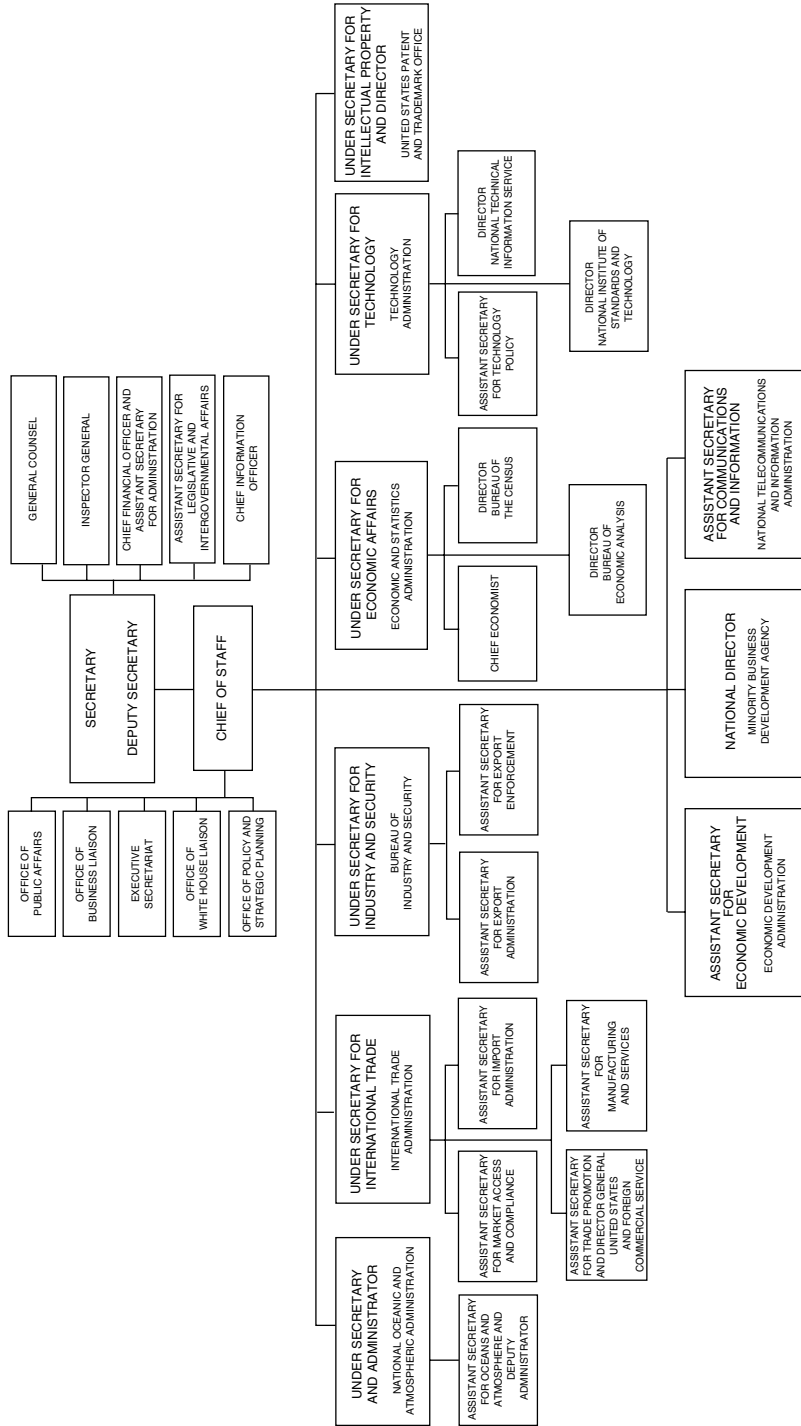 SECRETARY
DEPUTY SECRETARY
CHIEF OF STAFF
OFFICE OF
PUBLIC AFFAIRS
OFFICE OF
BUSINESS LIAISON
EXECUTIVE
SECRETARIAT
OFFICE OF
WHITE HOUSE LIAISON
OFFICE OF POLICY AND
STRATEGIC PLANNING
GENERAL COUNSEL
INSPECTOR GENERAL
CHIEF FINANCIAL OFFICER AND
ASSISTANT SECRETARY
FOR ADMINISTRATION
ASSISTANT SECRETARY FOR
LEGISLATIVE AND
INTERGOVERNMENTAL AFFAIRS
CHIEF INFORMATION
OFFICER
UNDER SECRETARY
AND ADMINISTRATOR
NATIONAL OCEANIC AND
ATMOSPHERIC ADMINISTRATION
ASSISTANT SECRETARY
FOR OCEANS AND
ATMOSPHERE AND
DEPUTY
ADMINISTRATOR
UNDER SECRETARY FOR
INTERNATIONAL TRADE
INTERNATIONAL TRADE
ADMINISTRATION
ASSISTANT SECRETARY
FOR MARKET ACCESS
AND COMPLIANCE
ASSISTANT SECRETARY
FOR IMPORT
ADMINISTRATION
ASSISTANT SECRETARY
FOR TRADE PROMOTION
AND DIRECTOR GENERAL
UNITED STATES
AND FOREIGN
COMMERCIAL SERVICE
ASSISTANT SECRETARY
FOR
MANUFACTURING
AND SERVICES
UNDER SECRETARY FOR
INDUSTRY AND SECURITY
BUREAU OF
INDUSTRY AND SECURITY
ASSISTANT SECRETARY
FOR EXPORT
ADMINISTRATION
ASSISTANT SECRETARY
FOR EXPORT
ENFORCEMENT
UNDER SECRETARY FOR
ECONOMIC AFFAIRS
ECONOMIC AND STATISTICS
ADMINISTRATION
CHIEF ECONOMIST
DIRECTOR
BUREAU OF
THE CENSUS
DIRECTOR
BUREAU OF
ECONOMIC ANALYSIS
UNDER SECRETARY FOR
TECHNOLOGY
TECHNOLOGY
ADMINISTRATION
ASSISTANT SECRETARY
FOR TECHNOLOGY
POLICY
DIRECTOR
NATIONAL TECHNICAL
INFORMATION SERVICE
DIRECTOR
NATIONAL INSTITUTE OF
STANDARDS AND
TECHNOLOGY
UNDER SECRETARY FOR
INTELLECTUAL PROPERTY
AND DIRECTOR
UNITED STATES PATENT
AND TRADEMARK OFFICE
ASSISTANT SECRETARY
FOR
ECONOMIC DEVELOPMENT
ECONOMIC DEVELOPMENT
ADMINISTRATION
NATIONAL DIRECTOR
MINORITY BUSINESS
DEVELOPMENT AGENCY
ASSISTANT SECRETARY
FOR COMMUNICATIONS
AND INFORMATION
NATIONAL TELECOMMUNICATIONS
AND INFORMATION
ADMINISTRATION